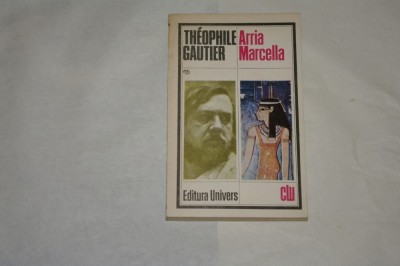 THÉOPHILE
GAUTIER
Arria
Marcella
Editura Univers
clu